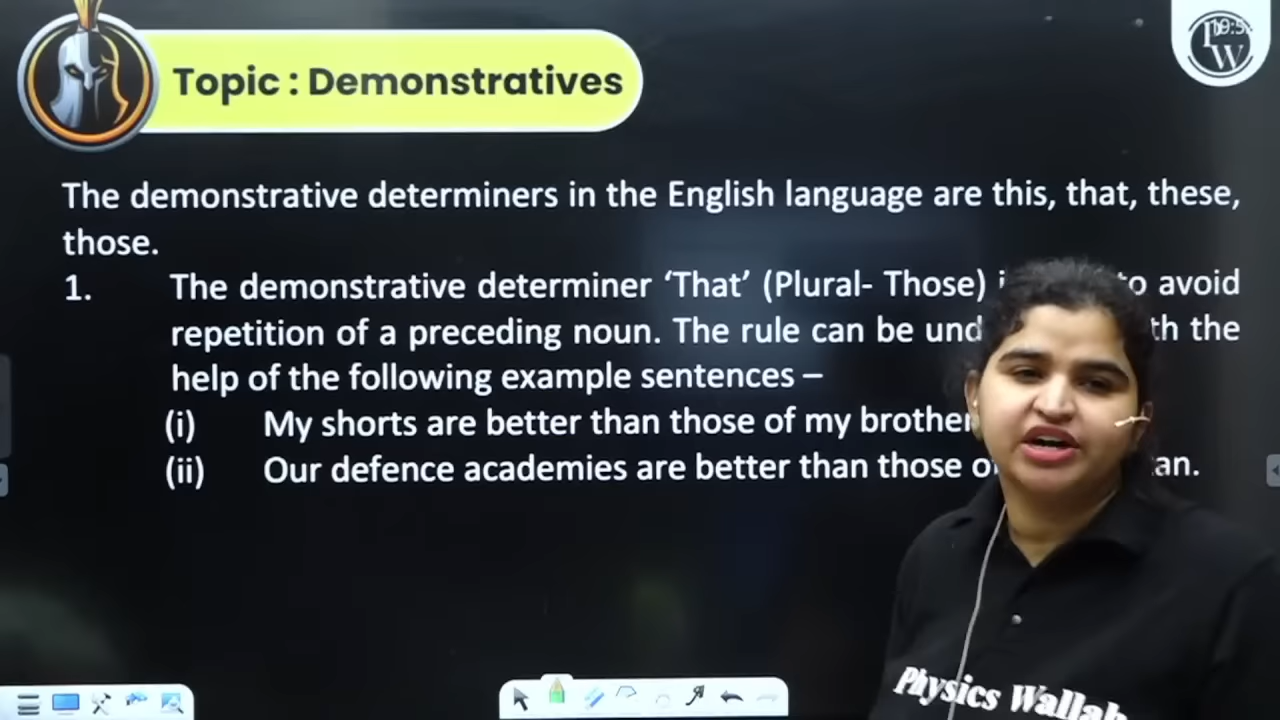 Topic : Demonstratives
The demonstrative determiners in the English language are this, that, these,
those.
1. The demonstrative determiner ‘That’ (Plural- Those) to avoid
repetition of a preceding noun. The rule can be the
help of the following example sentences –
(i) My shorts are better than those of my brother
(ii) Our defence academies are better than those
Physics Wallah